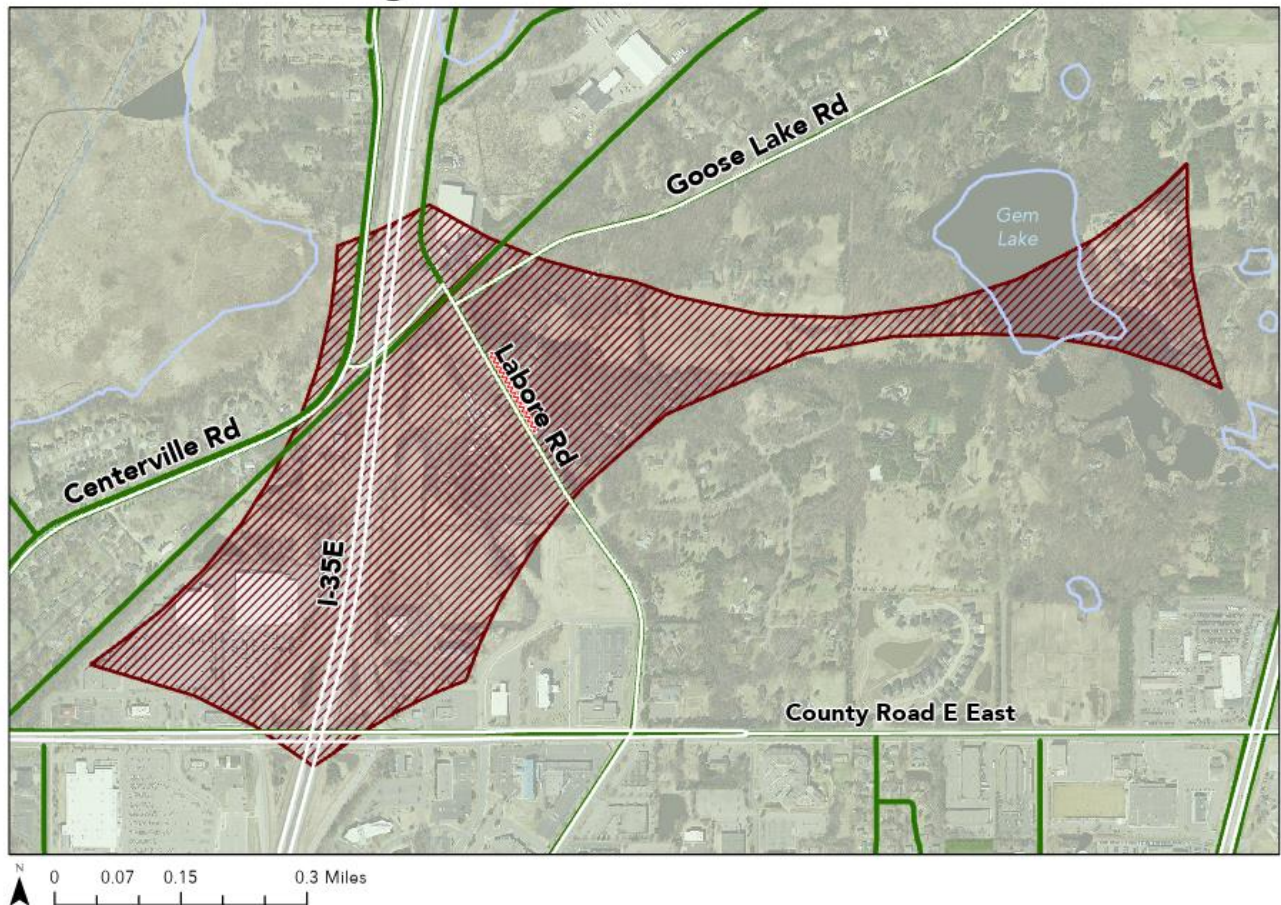 Goose Lake Rd
Gem
Lake
Labore Rd
Centerville Rd
I-35E
County Road E East
N
0 0.07 0.15 0.3 Miles